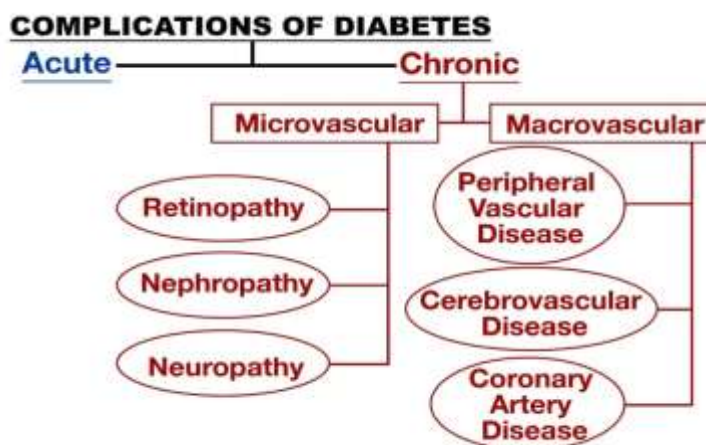 COMPLICATIONS OF DIABETES
Acute
Chronic
Microvascular
Macrovascular
Retinopathy
Nephropathy
Neuropathy
Peripheral
Vascular
Disease
Cerebrovascular
Disease
Coronary
Artery
Disease